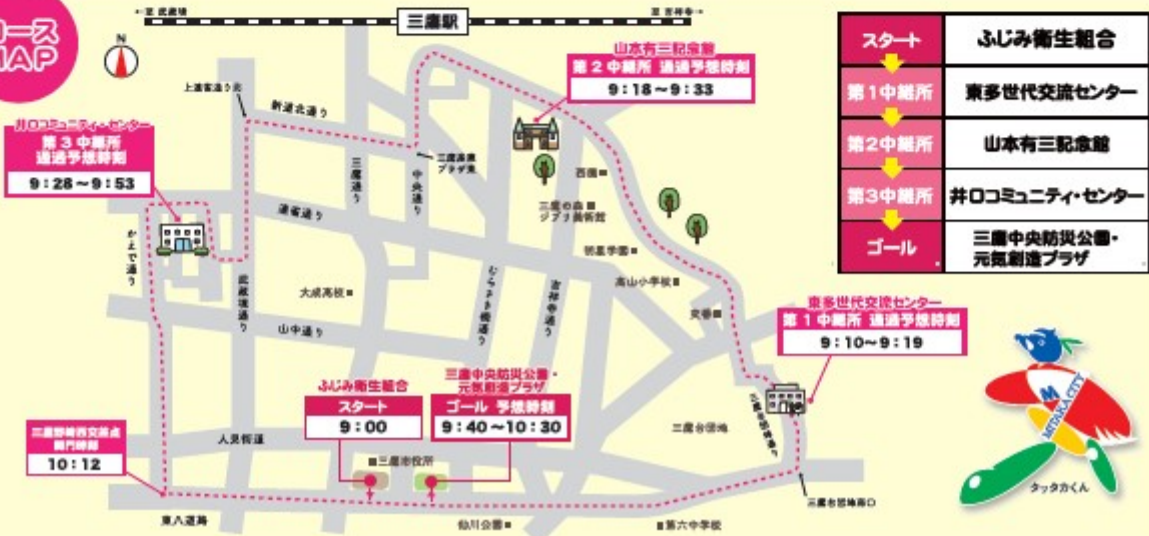 コース
MAP
←至 武蔵境
三鷹駅
至 吉祥寺→
N
山本有三記念館
第2中継所 通過予想時刻
9:18～9:33
上連雀通り北
新道北通り
井口コミュニティ・センター
第3中継所
通過予想時刻
9:28～9:53
三鷹産業
プラザ東
三鷹通り
中央通り
西園
三鷹の森
ジブリ美術館
連雀通り
かえで通り
明星学園
武蔵境通り
大成高校
むらさき橋通り
吉祥寺通り
高山小学校
交番
山中通り
東多世代交流センター
第1中継所 通過予想時刻
9:10～9:19
ふじみ衛生組合
スタート
9:00
三鷹中央防災公園・
元気創造プラザ
ゴール 予想時刻
9:40～10:30
三鷹台団地
三鷹台団地通り
人見街道
三鷹野崎西交差点
関門時刻
10:12
三鷹市役所
東八道路
仙川公園
第六中学校
三鷹台団地南口
スタート
ふじみ衛生組合
第1中継所
東多世代交流センター
第2中継所
山本有三記念館
第3中継所
井口コミュニティ・センター
ゴール
三鷹中央防災公園・
元気創造プラザ
M
MITAKA CITY
タッタカくん